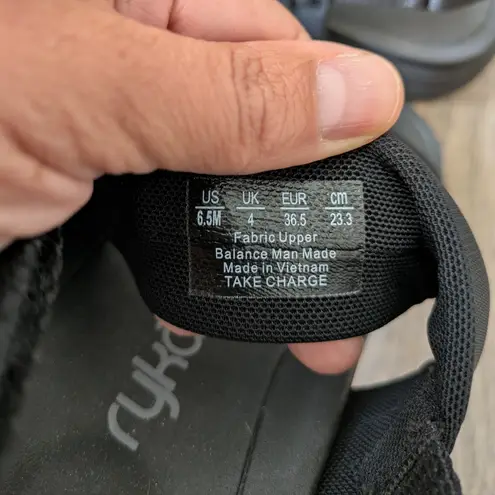 US UK EUR cm
6.5M 4 36.5 23.3
Fabric Upper
Balance Man Made
Made in Vietnam
TAKE CHARGE
ryka